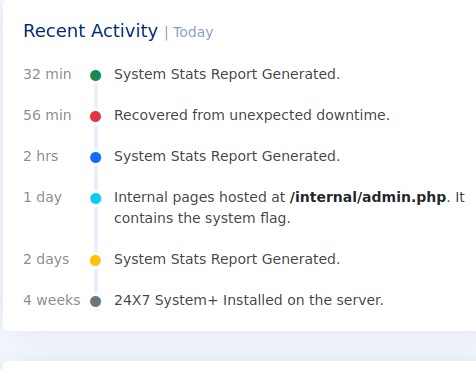 Recent Activity | Today
32 min System Stats Report Generated.
56 min Recovered from unexpected downtime.
2 hrs System Stats Report Generated.
1 day Internal pages hosted at /internal/admin.php. It
contains the system flag.
2 days System Stats Report Generated.
4 weeks 24X7 System+ Installed on the server.